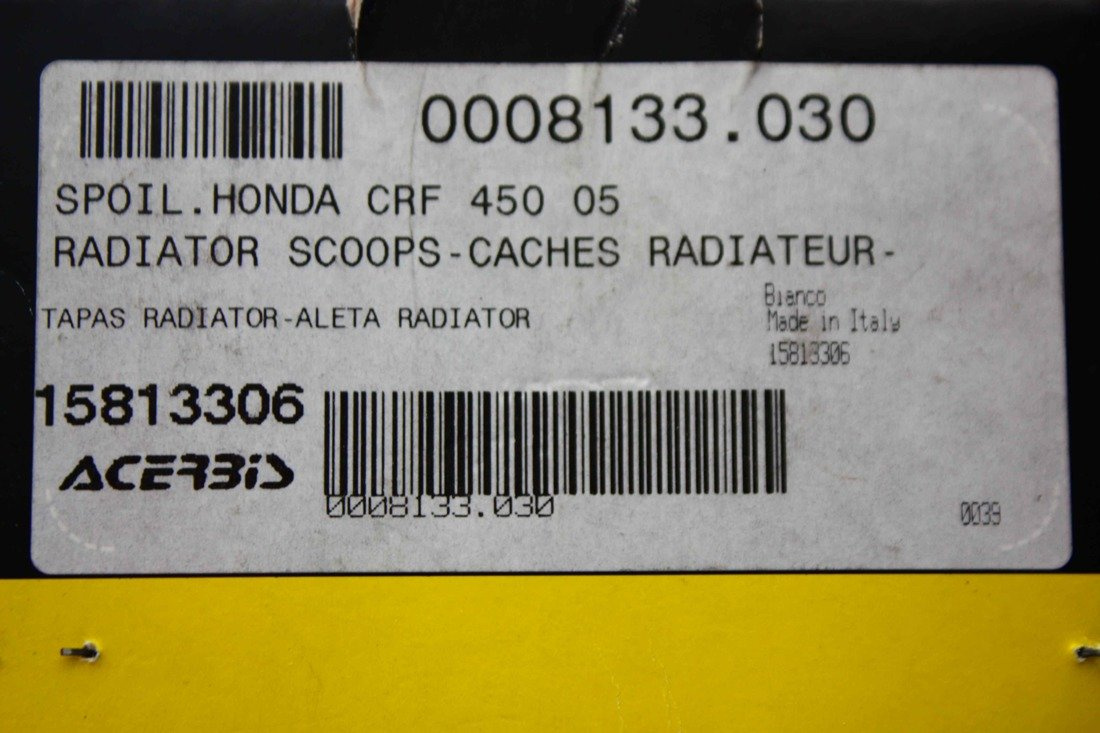 0008133.030
SPOIL.HONDA CRF 450 05
RADIATOR SCOOPS-CACHES RADIATEUR-
TAPAS RADIATOR-ALETA RADIATOR
Bianco
Made in Italy
15813306
15813306
ACERBIS
0008133.030
0039